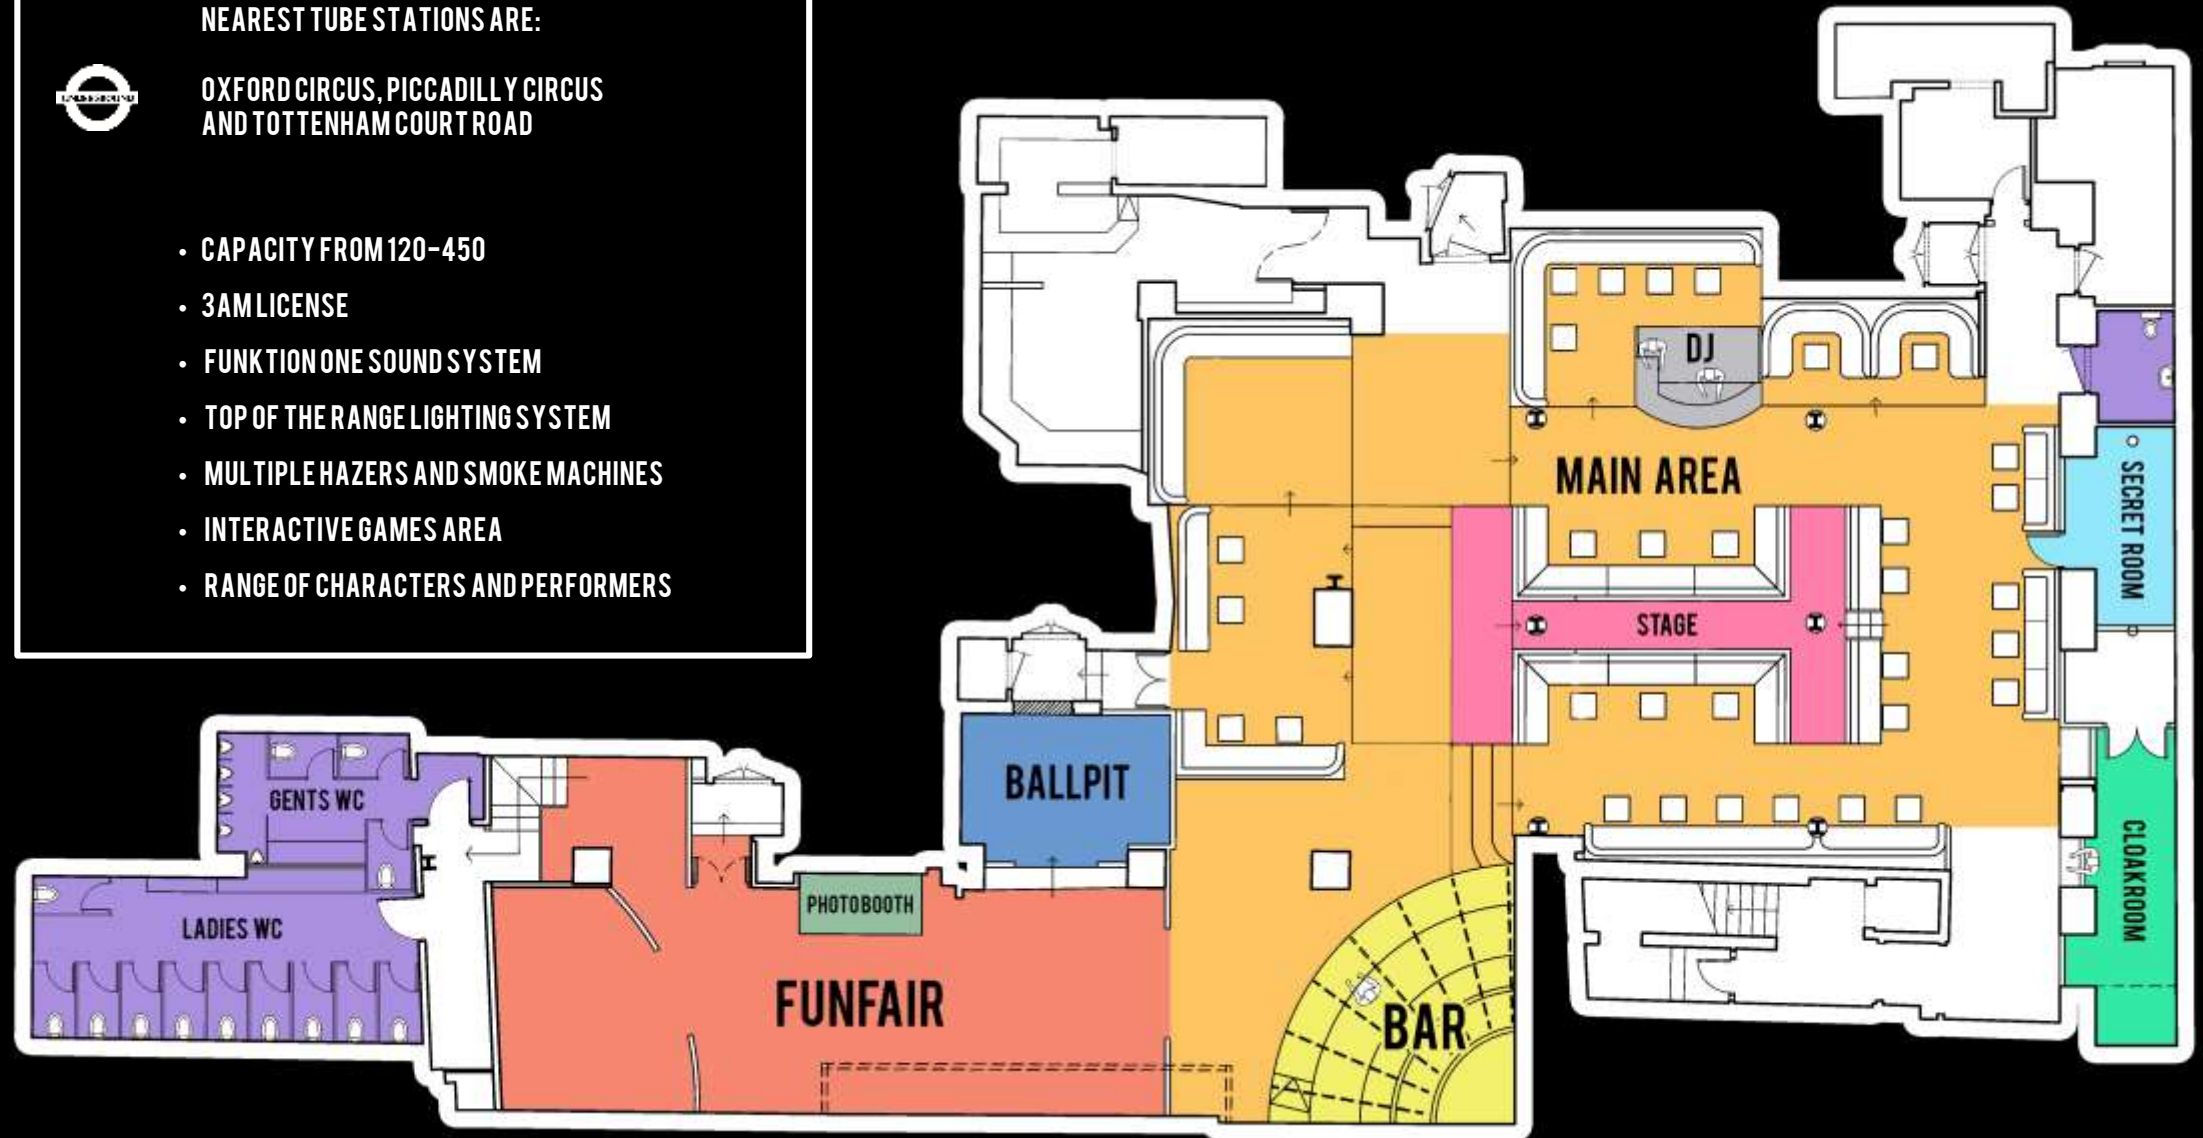 NEAREST TUBE STATIONS ARE:
OXFORD CIRCUS, PICCADILLY CIRCUS
AND TOTTENHAM COURT ROAD
• CAPACITY FROM 120-450
• 3AM LICENSE
• FUNKTION ONE SOUND SYSTEM
• TOP OF THE RANGE LIGHTING SYSTEM
• MULTIPLE HAZERS AND SMOKE MACHINES
• INTERACTIVE GAMES AREA
• RANGE OF CHARACTERS AND PERFORMERS
DJ
MAIN AREA
SECRET ROOM
STAGE
BALLPIT
GENTS WC
CLOAKROOM
PHOTOBOOTH
LADIES WC
FUNFAIR
BAR